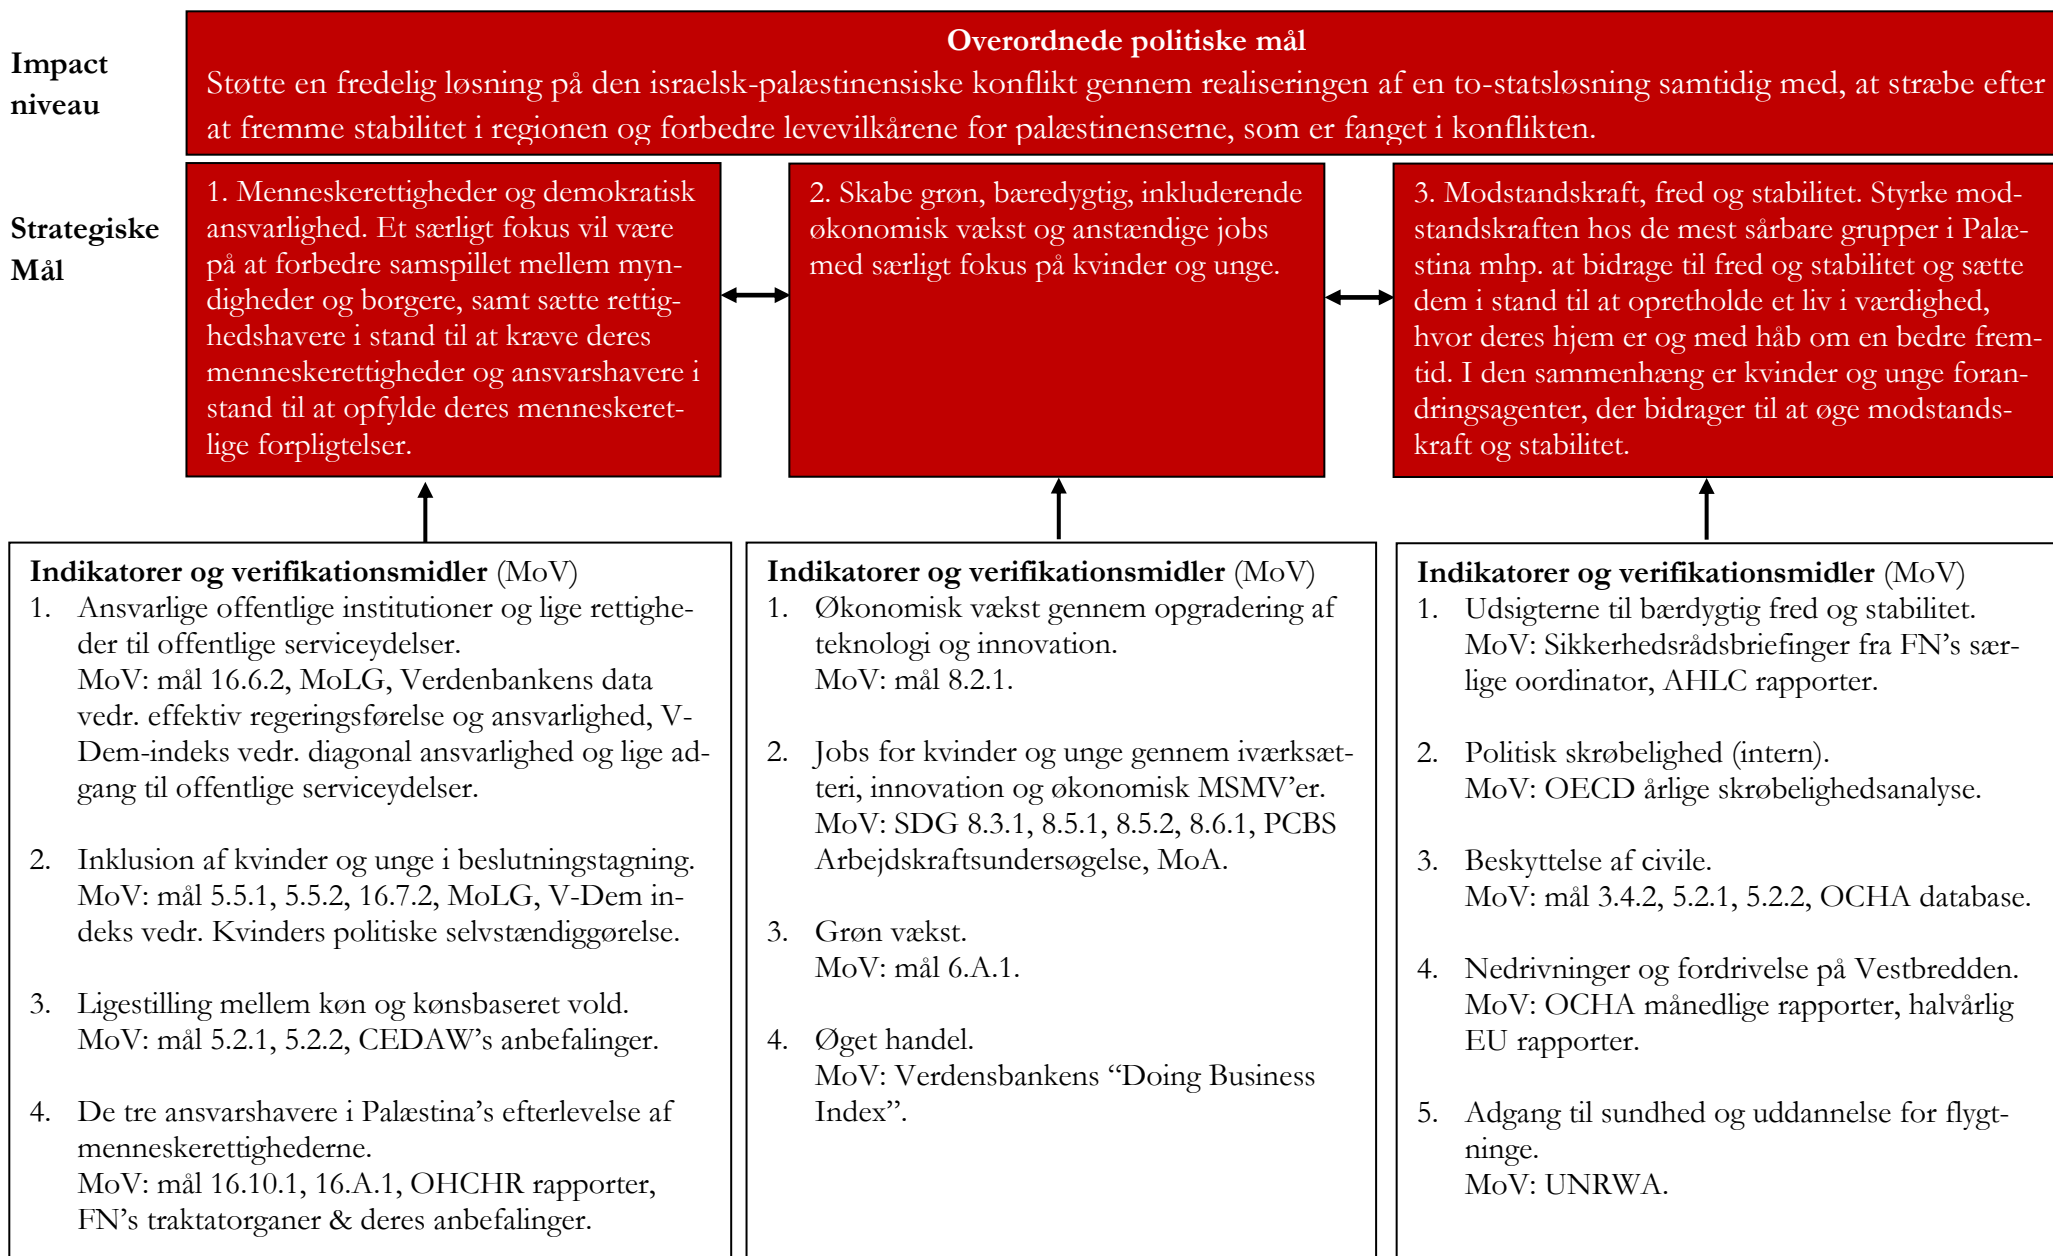 Impact
niveau
Overordnede politiske mål
Støtte en fredelig løsning på den israelsk-palæstinensiske konflikt gennem realiseringen af en to-statsløsning samtidig med, at stræbe efter
at fremme stabilitet i regionen og forbedre levevilkårene for palæstinenserne, som er fanget i konflikten.
Strategiske
Mål
1. Menneskerettigheder og demokratisk
ansvarlighed. Et særligt fokus vil være
på at forbedre samspillet mellem myn-
digheder og borgere, samt sætte rettig-
hedshavere i stand til at kræve deres
menneskerettigheder og ansvarshavere i
stand til at opfylde deres menneskeret-
lige forpligtelser.
2. Skabe grøn, bæredygtig, inkluderende
økonomisk vækst og anstændige jobs
med særligt fokus på kvinder og unge.
3. Modstandskraft, fred og stabilitet. Styrke mod-
standskraften hos de mest sårbare grupper i Palæ-
stina mhp. at bidrage til fred og stabilitet og sætte
dem i stand til at opretholde et liv i værdighed,
hvor deres hjem er og med håb om en bedre frem-
tid. I den sammenhæng er kvinder og unge foran-
dringsagenter, der bidrager til at øge modstands-
kraft og stabilitet.
Indikatorer og verifikationsmidler (MoV)
1. Ansvarlige offentlige institutioner og lige rettighe-
der til offentlige serviceydelser.
MoV: mål 16.6.2, MoLG, Verdenbankens data
vedr. effektiv regeringsførelse og ansvarlighed, V-
Dem-indeks vedr. diagonal ansvarlighed og lige ad-
gang til offentlige serviceydelser.
2. Inklusion af kvinder og unge i beslutningstagning.
MoV: mål 5.5.1, 5.5.2, 16.7.2, MoLG, V-Dem in-
deks vedr. Kvinders politiske selvstændiggørelse.
3. Ligestilling mellem køn og kønsbaseret vold.
MoV: mål 5.2.1, 5.2.2, CEDAW’s anbefalinger.
4. De tre ansvarshavere i Palæstina’s efterlevelse af
menneskerettighederne.
MoV: mål 16.10.1, 16.A.1, OHCHR rapporter,
FN’s traktatorganer & deres anbefalinger.
Indikatorer og verifikationsmidler (MoV)
1. Økonomisk vækst gennem opgradering af
teknologi og innovation.
MoV: mål 8.2.1.
2. Jobs for kvinder og unge gennem iværksæt-
teri, innovation og økonomisk MSMV’er.
MoV: SDG 8.3.1, 8.5.1, 8.5.2, 8.6.1, PCBS
Arbejdskraftsundersøgelse, MoA.
3. Grøn vækst.
MoV: mål 6.A.1.
4. Øget handel.
MoV: Verdensbankens “Doing Business
Index”.
Indikatorer og verifikationsmidler (MoV)
1. Udsigterne til bærdygtig fred og stabilitet.
MoV: Sikkerhedsrådsbriefinger fra FN’s sær-
lige oordinator, AHLC rapporter.
2. Politisk skrøbelighed (intern).
MoV: OECD årlige skrøbelighedsanalyse.
3. Beskyttelse af civile.
MoV: mål 3.4.2, 5.2.1, 5.2.2, OCHA database.
4. Nedrivninger og fordrivelse på Vestbredden.
MoV: OCHA månedlige rapporter, halvårlig
EU rapporter.
5. Adgang til sundhed og uddannelse for flygt-
ninge.
MoV: UNRWA.